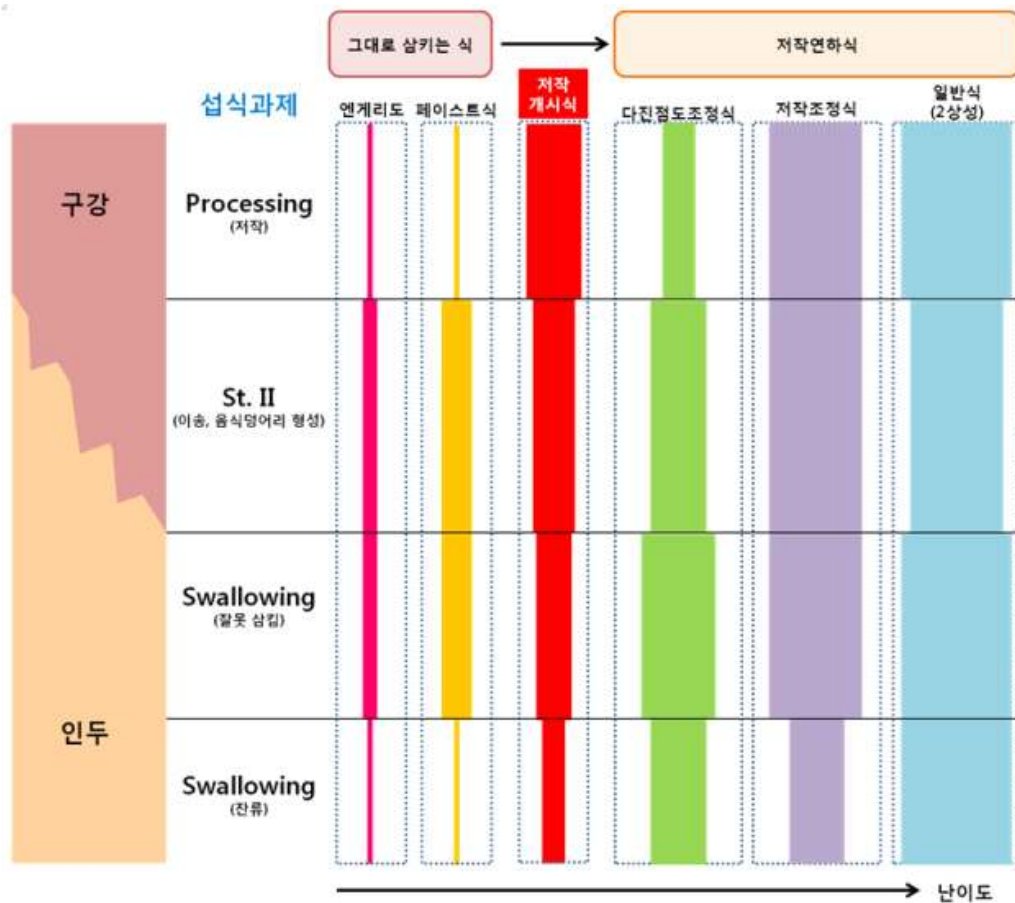 그대로 삼키는 식
저작연하식
섭식과제
엔게리도
페이스트식
저작
개시식
다진점도조정식
저작조정식
일반식
(2상성)
구강
Processing
(저작)
St. II
(이송, 음식덩어리 형성)
Swallowing
(잘못 삼킴)
인두
Swallowing
(잔류)
난이도